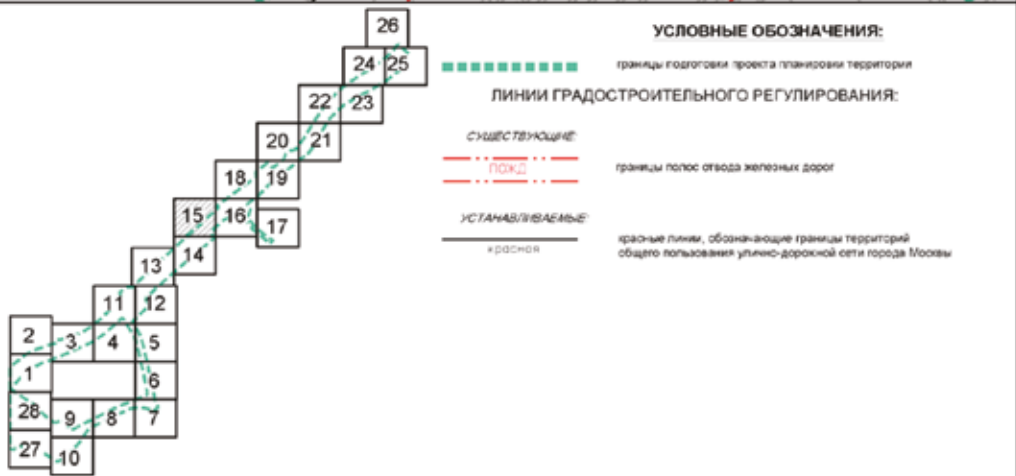 26
24 25
22 23
20 21
18 19
15 16 17
13 14
11 12
2 3 4 5
1 6
28 9 8 7
27 10
УСЛОВНЫЕ ОБОЗНАЧЕНИЯ:
границы подготовки проекта планировки территории
ЛИНИИ ГРАДОСТРОИТЕЛЬНОГО РЕГУЛИРОВАНИЯ:
СУЩЕСТВУЮЩИЕ:
ПОЖД
границы полос отвода железных дорог
УСТАНАВЛИВАЕМЫЕ:
красная
красные линии, обозначающие границы территорий
общего пользования улично-дорожной сети города Москвы